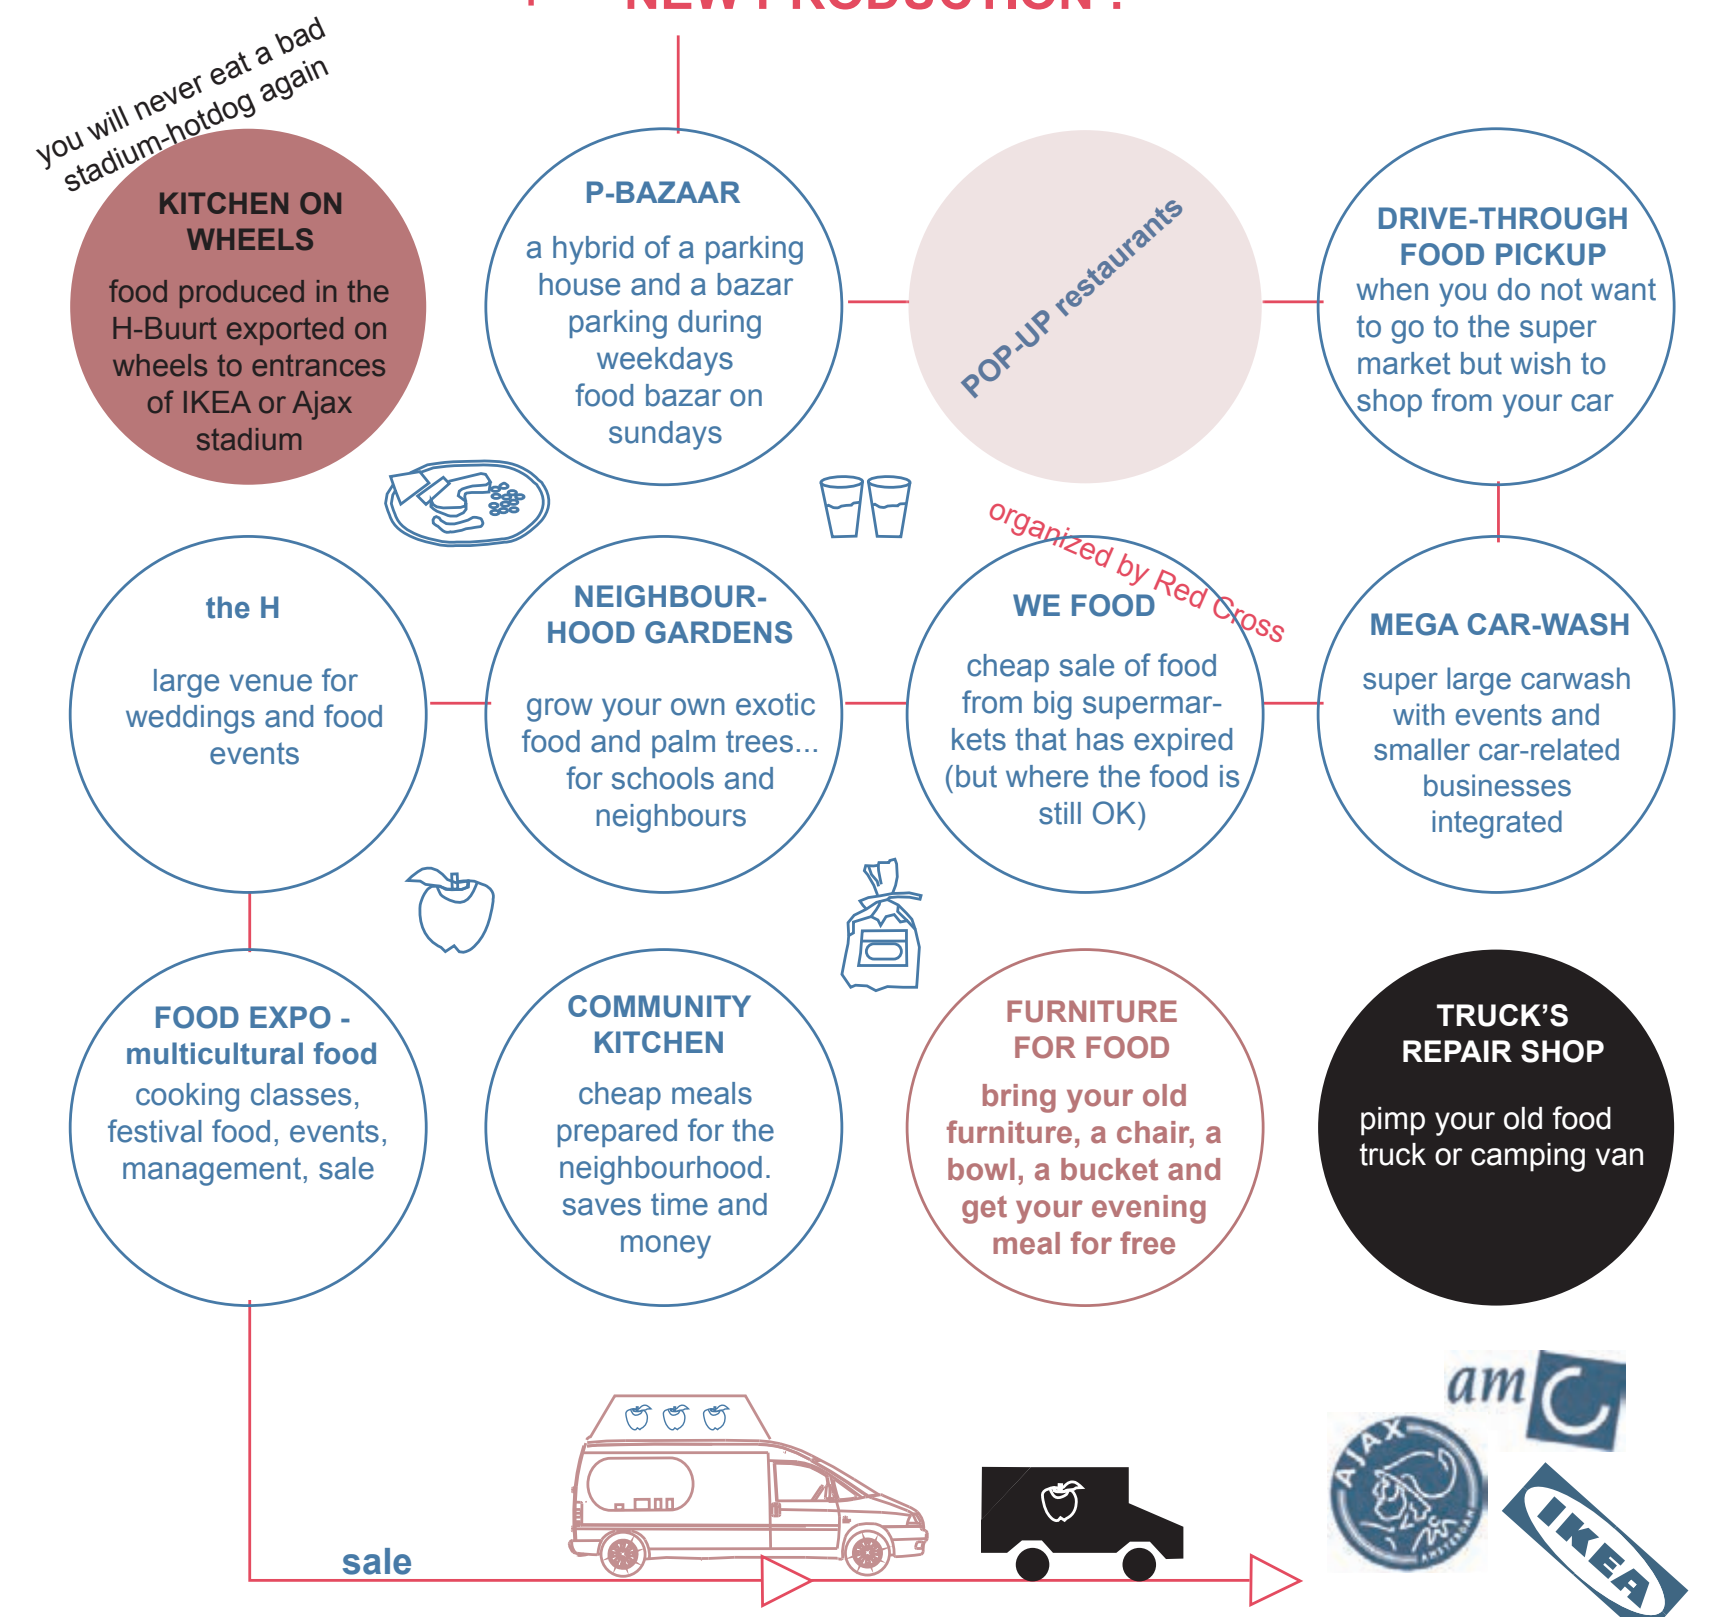 NEW PRODUCTION !
you will never eat a bad
stadium-hotdog again
KITCHEN ON
WHEELS
food produced in the
H-Buurt exported on
wheels to entrances
of IKEA or Ajax
stadium
P-BAZAAR
a hybrid of a parking
house and a bazar
parking during
weekdays
food bazar on
sundays
POP-UP restaurants
DRIVE-THROUGH
FOOD PICKUP
when you do not want
to go to the super
market but wish to
shop from your car
the H
large venue for
weddings and food
events
NEIGHBOUR-
HOOD GARDENS
grow your own exotic
food and palm trees...
for schools and
neighbours
organized by Red Cross
WE FOOD
cheap sale of food
from big supermar-
kets that has expired
(but where the food is
still OK)
MEGA CAR-WASH
super large carwash
with events and
smaller car-related
businesses
integrated
FOOD EXPO -
multicultural food
cooking classes,
festival food, events,
management, sale
COMMUNITY
KITCHEN
cheap meals
prepared for the
neighbourhood.
saves time and
money
FURNITURE
FOR FOOD
bring your old
furniture, a chair, a
bowl, a bucket and
get your evening
meal for free
TRUCK’S
REPAIR SHOP
pimp your old food
truck or camping van
sale
amC
AJAX
AMSTERDAM
IKEA